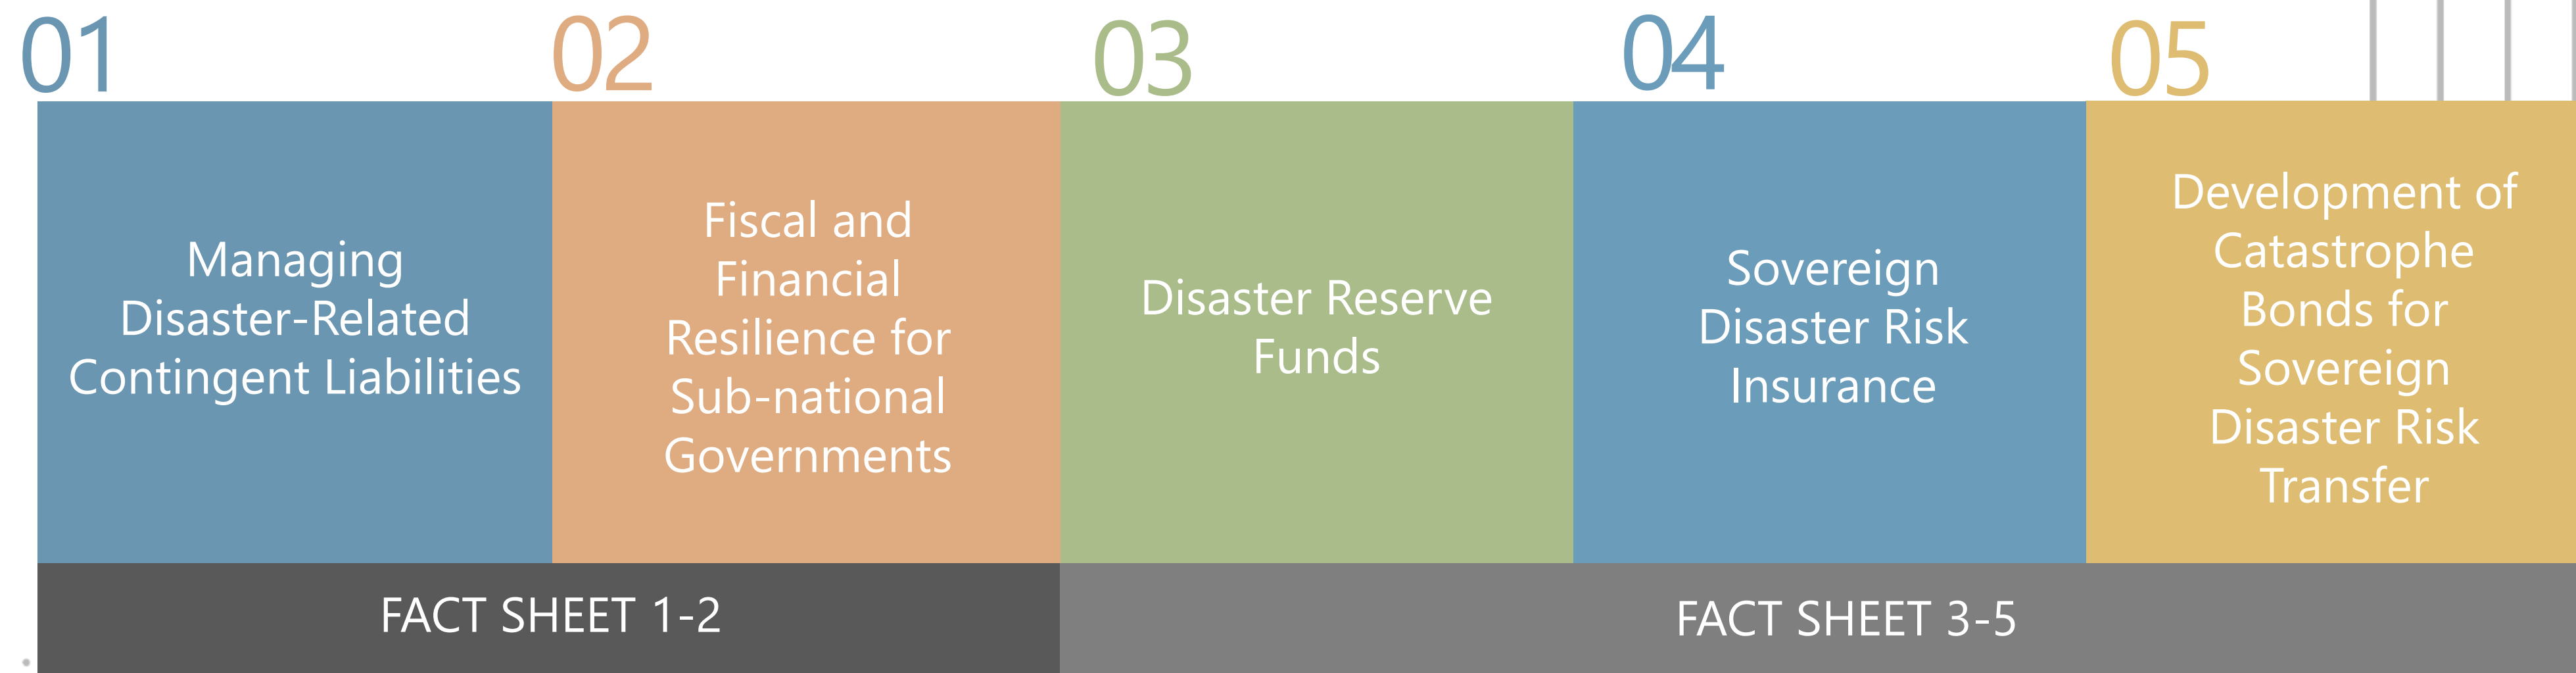 01
Managing
Disaster-Related
Contingent Liabilities
02
Fiscal and
Financial
Resilience for
Sub-national
Governments
03
Disaster Reserve
Funds
04
Sovereign
Disaster Risk
Insurance
05
Development of
Catastrophe
Bonds for
Sovereign
Disaster Risk
Transfer
FACT SHEET 1-2
FACT SHEET 3-5